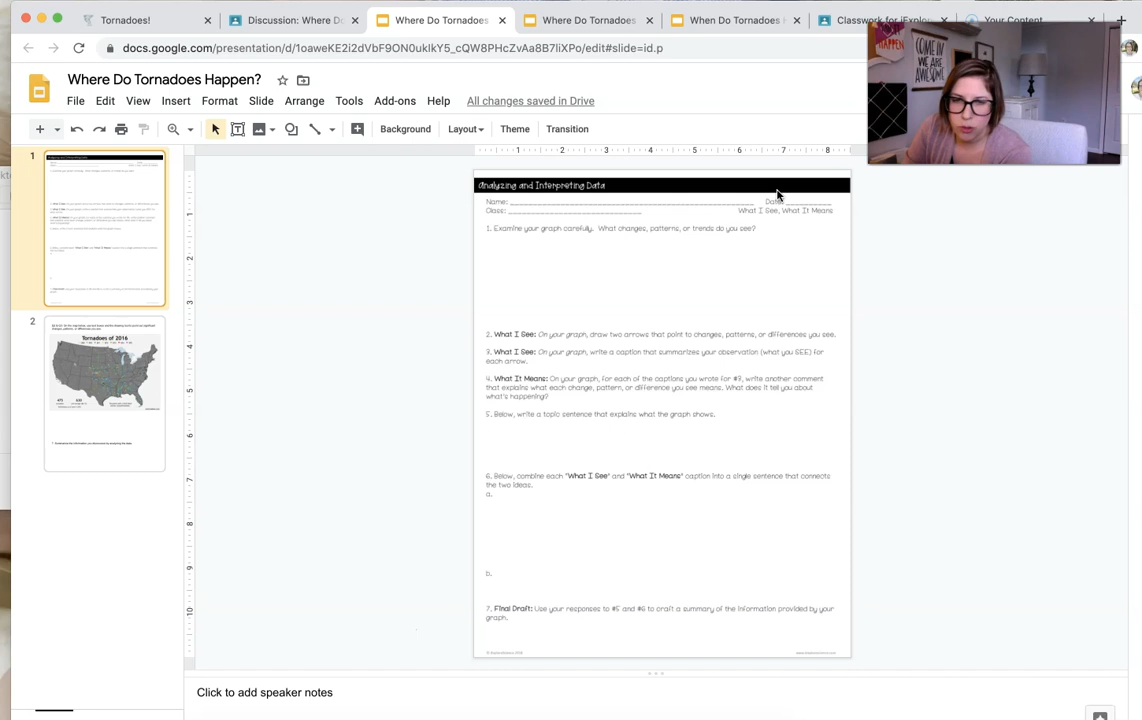 Tornadoes!
Discussion: Where Do
Where Do Tornadoes
Where Do Tornadoes
When Do Tornadoes
Classwork for iExplo
Your Content
docs.google.com/presentation/d/1oaweKE2i2dVbF9ON0uklkY5_cQW8PHcZvAa8B7liXPo/edit#slide=id.p
Where Do Tornadoes Happen?
File Edit View Insert Format Slide Arrange Tools Add-ons Help All changes saved in Drive
Background Layout Theme Transition
HAPPEN
COME IN
WE ARE
AWESOME
1
2
Tornadoes of 2016
Analyzing and Interpreting Data
Name: Date:
Class: What I See, What It Means
1. Examine your graph carefully. What changes, patterns, or trends do you see?
2. What I See: On your graph, draw two arrows that point to changes, patterns, or differences you see.
3. What I See: On your graph, write a caption that summarizes your observation (what you SEE) for
each arrow.
4. What It Means: On your graph, for each of the captions you wrote for #3, write another comment
that explains what each change, pattern, or difference you see means. What does it tell you about
what's happening?
5. Below, write a topic sentence that explains what the graph shows.
6. Below, combine each "What I See" and "What It Means" caption into a single sentence that connects
the two ideas.
a.
b.
7. Final Draft: Use your responses to #5 and #6 to craft a summary of the information provided by your
graph.
Click to add speaker notes